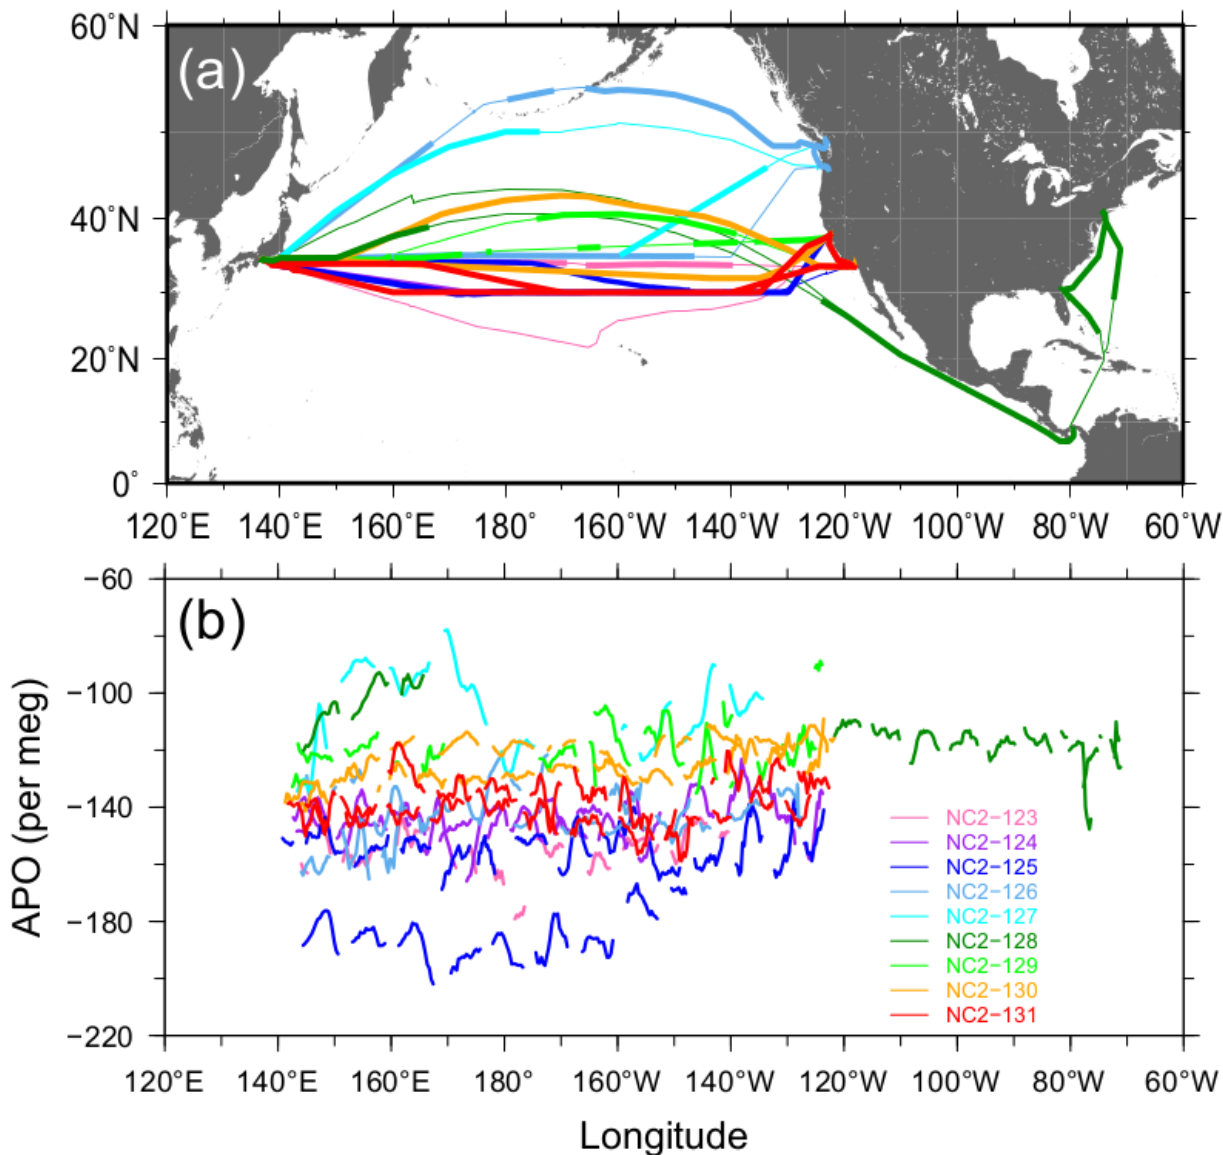 (a)
60°N
40°N
20°N
0°
120°E 140°E 160°E 180° 160°W 140°W 120°W 100°W 80°W 60°W
(b)
−60
−100
−140
−180
−220
APO (per meg)
NC2−123
NC2−124
NC2−125
NC2−126
NC2−127
NC2−128
NC2−129
NC2−130
NC2−131
120°E 140°E 160°E 180° 160°W 140°W 120°W 100°W 80°W 60°W
Longitude